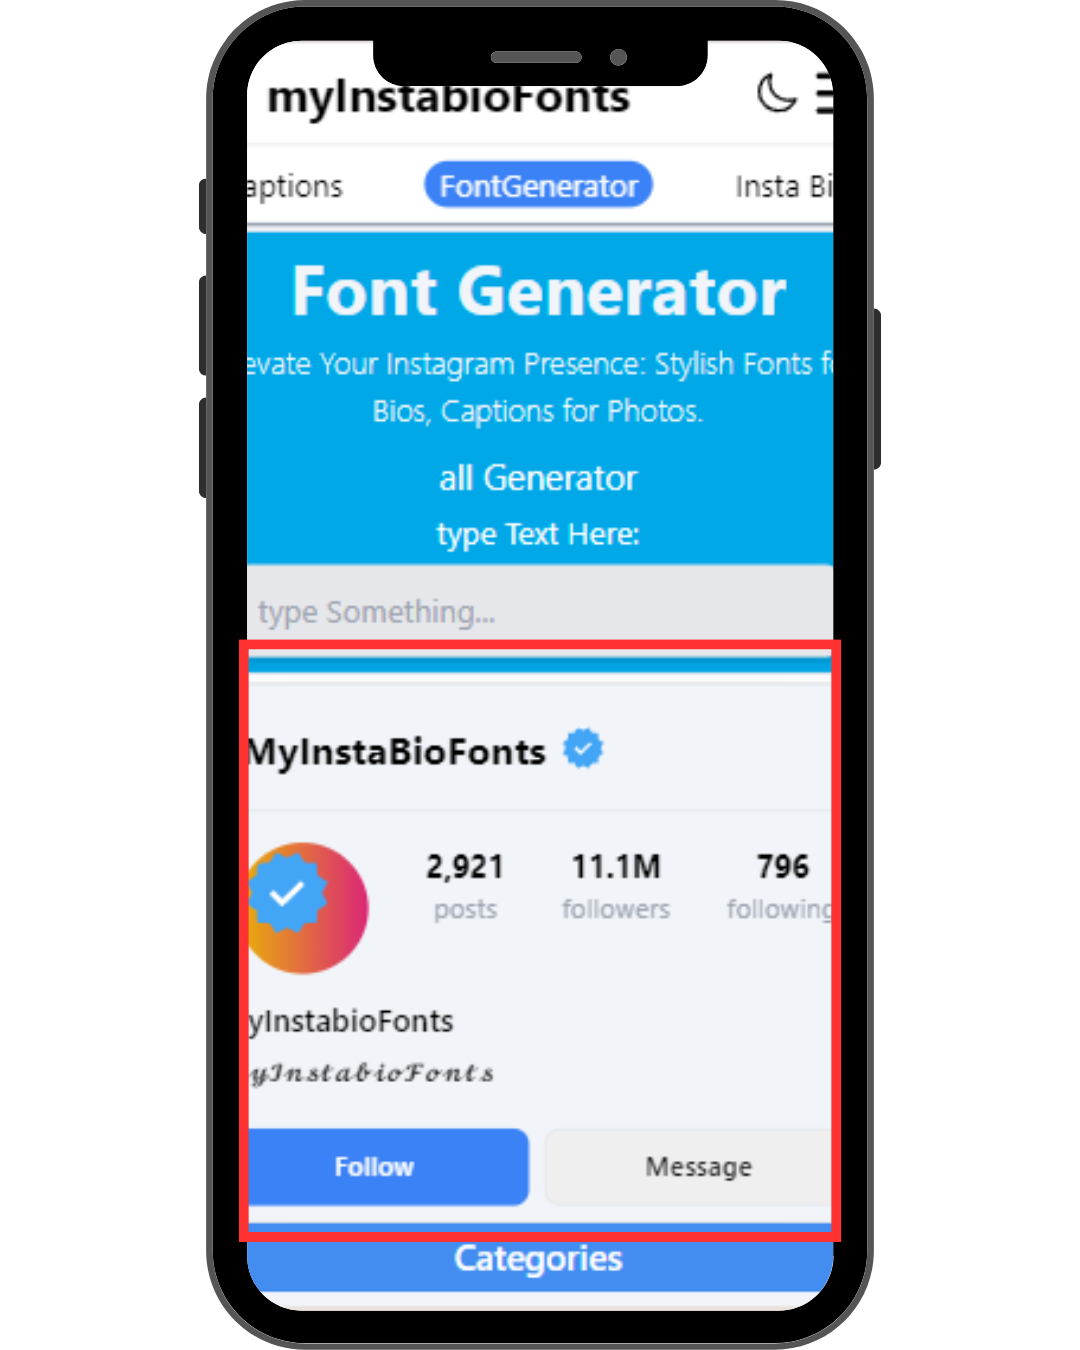 myInstabioFonts
aptions FontGenerator Insta Bi
Font Generator
evate Your Instagram Presence: Stylish Fonts f
Bios, Captions for Photos.
all Generator
type Text Here:
type Something...
MyInstaBioFonts
2,921 11.1M 796
posts followers following
yInstabioFonts
𝓎𝐼𝓃𝓈𝓉𝒶𝒷𝒾𝑜𝐹𝑜𝓃𝓉𝓈
Follow Message
Categories